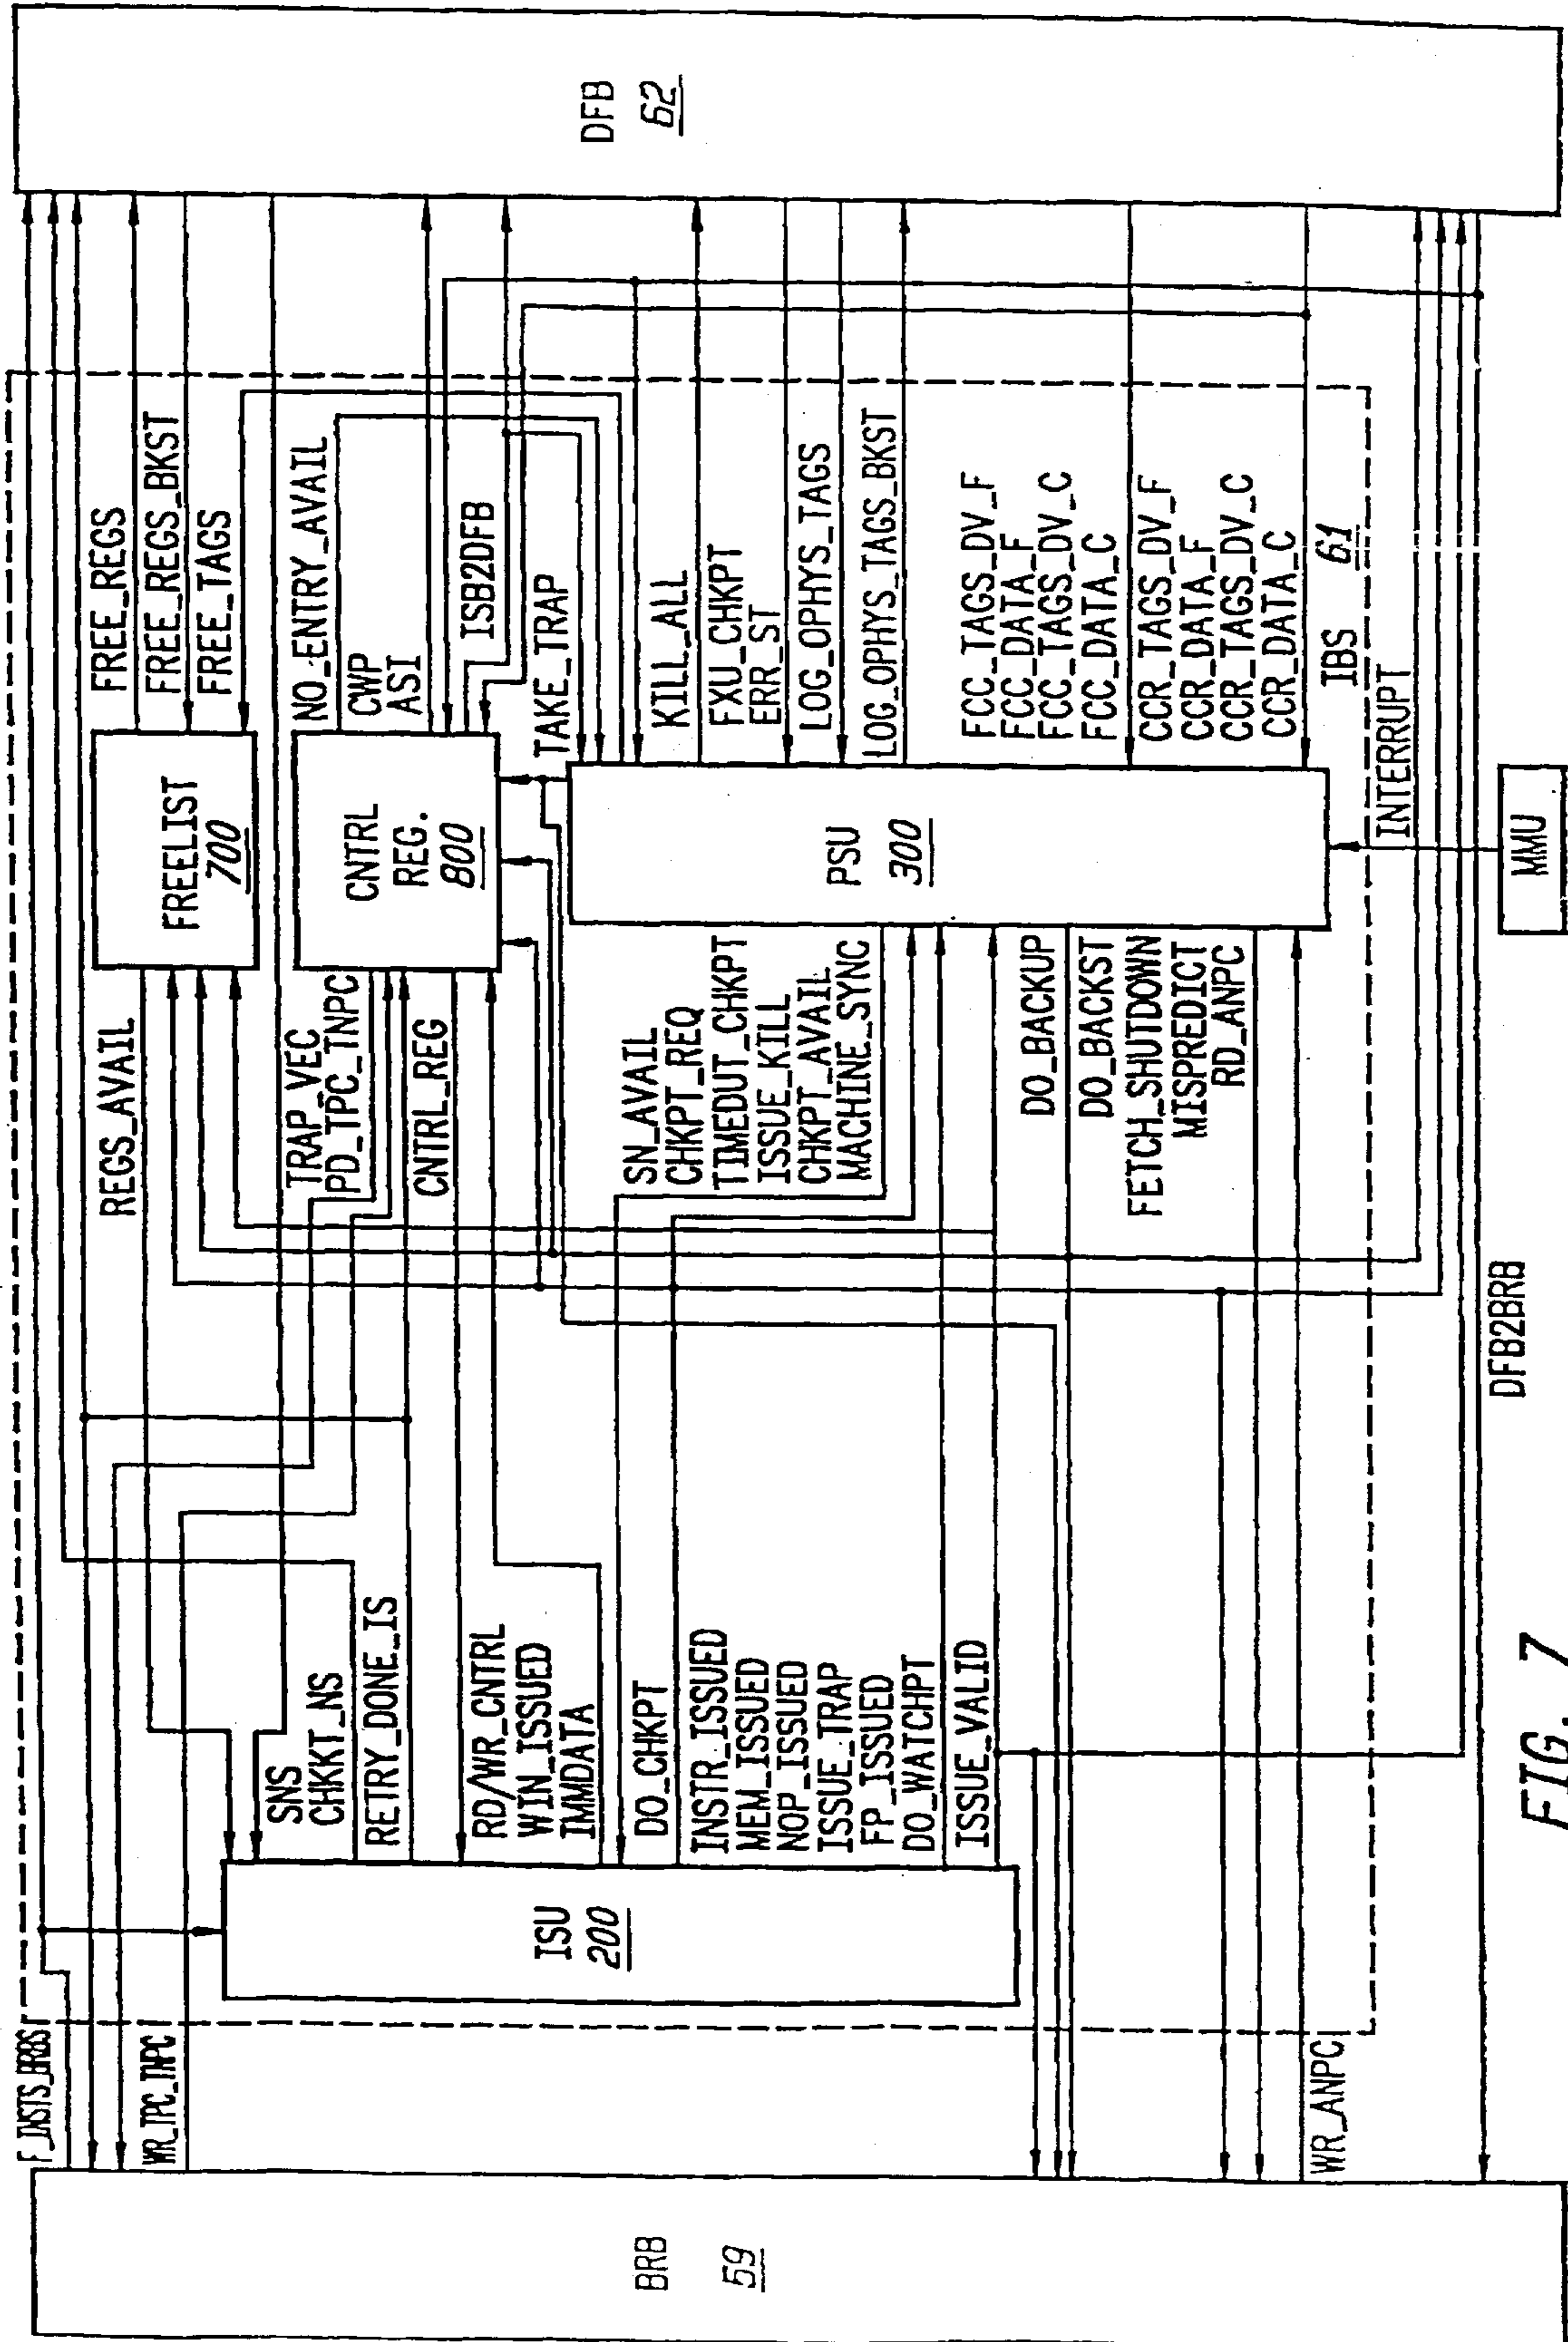 BRB
59
F_INSTS_BRBS
WR_TPC_TNPC
WR_ANPC
ISU
200
SNS
CHKKT_NS
RETRY_DONE_IS
RD/WR_CNTRL
WIN_ISSUED
IMMDATA
DO_CHKPT
INSTR_ISSUED
MEM_ISSUED
NOP_ISSUED
ISSUE_TRAP
FP_ISSUED
DO_WATCHPT
ISSUE_VALID
REGS_AVAIL
TRAP_VEC
PD_TPC_TNPC
CNTRL_REG
SN_AVAIL
CHKPT_REQ
TIMEDUT_CHKPT
ISSUE_KILL
CHKPT_AVAIL
MACHINE_SYNC
DO_BACKUP
DO_BACKST
FETCH_SHUTDOWN
MISPREDICT
RD_ANPC
FREELIST
700
CNTRL
REG.
800
PSU
300
MMU
INTERRUPT
FREE_REGS
FREE_REGS_BKST
FREE_TAGS
NO_ENTRY_AVAIL
CWP
ASI
ISB2DFB
TAKE_TRAP
KILL_ALL
FXU_CHKPT
ERR_ST
LOG_OPHYS_TAGS
LOG_OPHYS_TAGS_BKST
FCC_TAGS_DV_F
FCC_DATA_F
FCC_TAGS_DV_C
FCC_DATA_C
CCR_TAGS_DV_F
CCR_DATA_F
CCR_TAGS_DV_C
CCR_DATA_C
IBS 61
DFB
62
DFB2BRB
FIG. 7